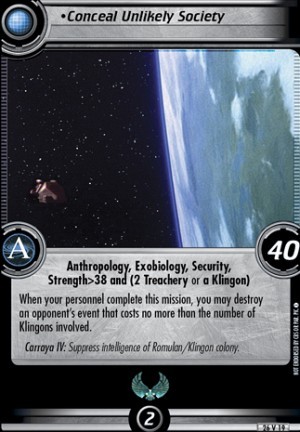 •Conceal Unlikely Society
A
40
Anthropology, Exobiology, Security,
Strength>38 and (2 Treachery or a Klingon)
When your personnel complete this mission, you may destroy
an opponent's event that costs no more than the number of
Klingons involved.
Carraya IV: Suppress intelligence of Romulan/Klingon colony.
2